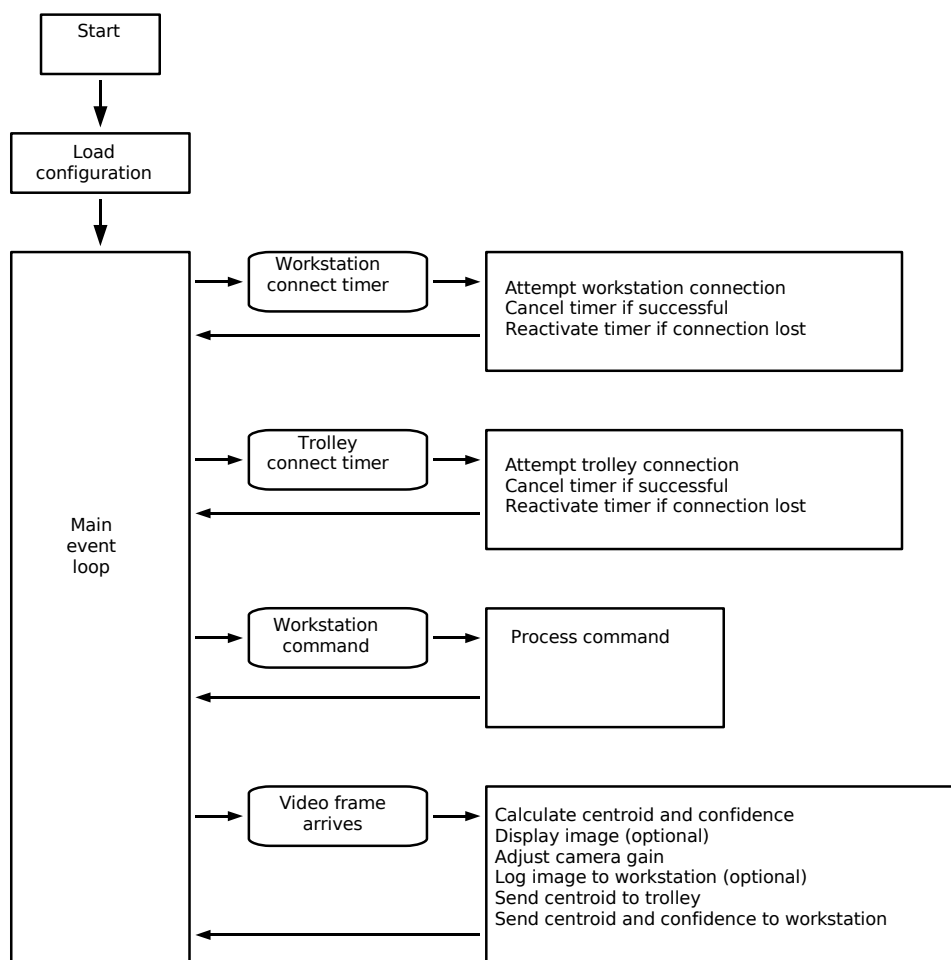 Start
Load
configuration
Workstation
connect timer
Attempt workstation connection
Cancel timer if successful
Reactivate timer if connection lost
Trolley
connect timer
Attempt trolley connection
Cancel timer if successful
Reactivate timer if connection lost
Main
event
loop
Workstation
command
Process command
Video frame
arrives
Calculate centroid and confidence
Display image (optional)
Adjust camera gain
Log image to workstation (optional)
Send centroid to trolley
Send centroid and confidence to workstation